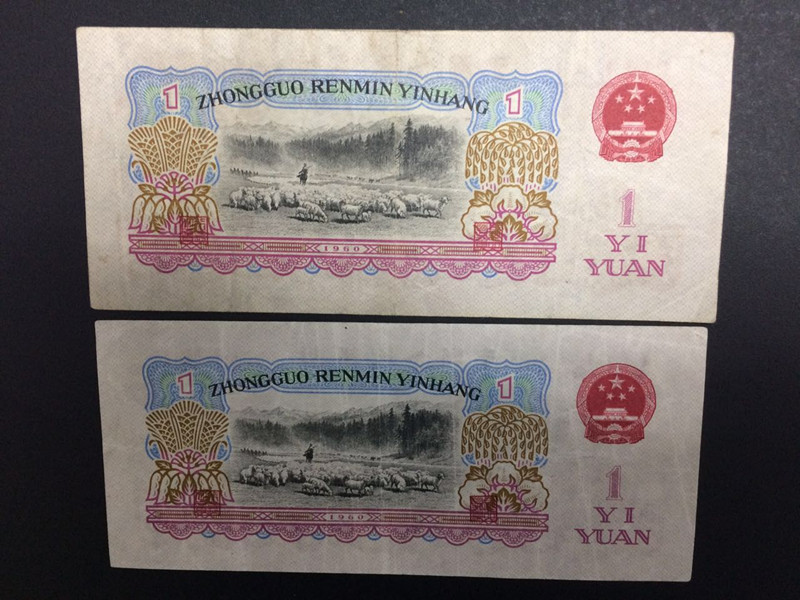 1 ZHONGGUO RENMIN YINHANG 1
1960
1
YI
YUAN
1 ZHONGGUO RENMIN YINHANG 1
1960
1
YI
YUAN